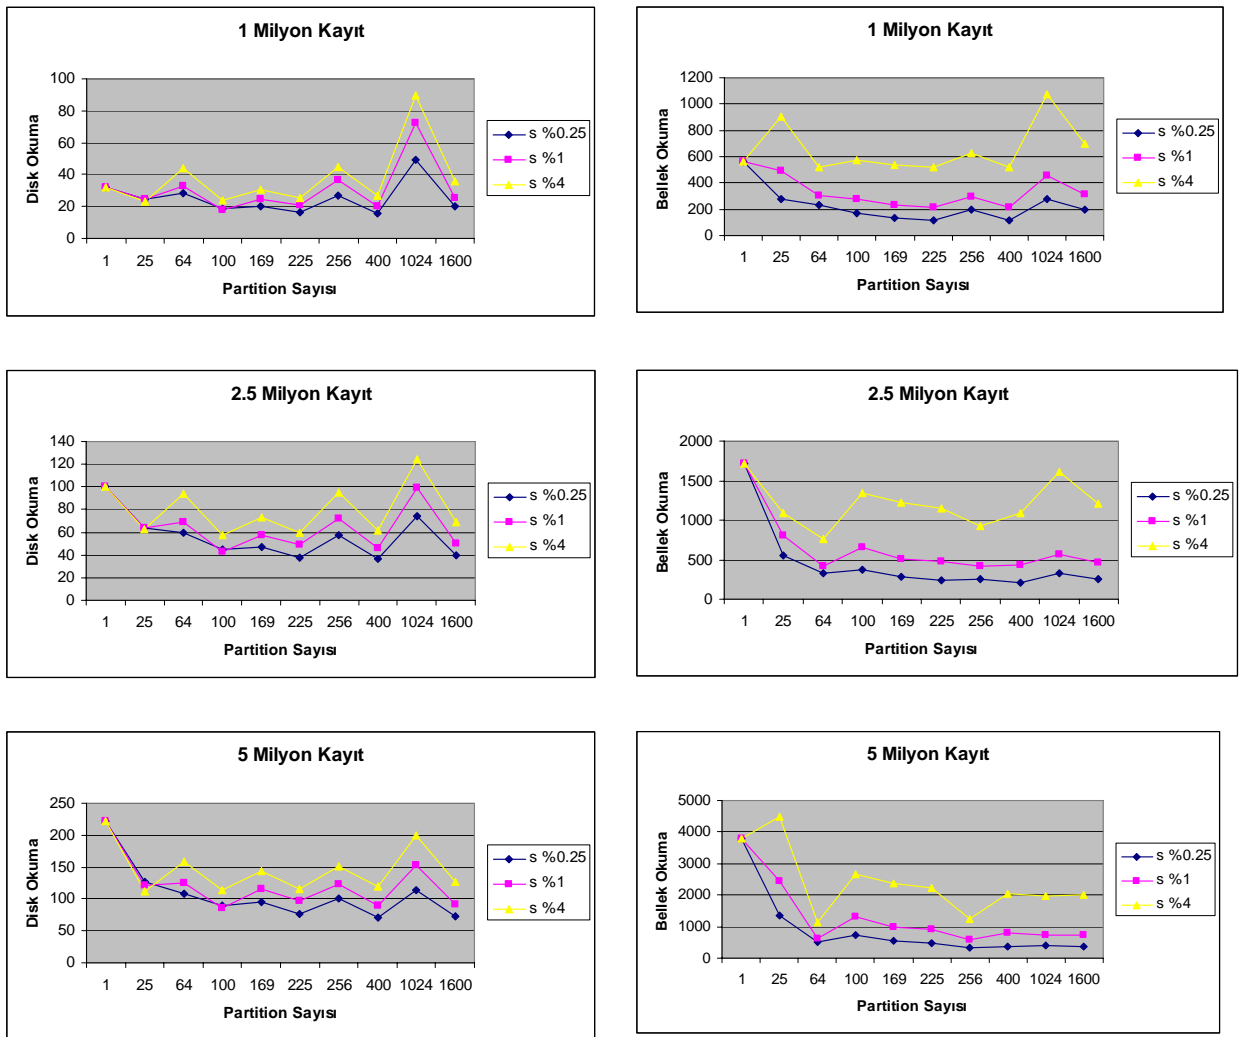 1 Milyon Kayıt
Disk Okuma
100
80
60
40
20
0
1 25 64 100 169 225 256 400 1024 1600
Partition Sayısı
s %0.25
s %1
s %4
1 Milyon Kayıt
Bellek Okuma
1200
1000
800
600
400
200
0
1 25 64 100 169 225 256 400 1024 1600
Partition Sayısı
s %0.25
s %1
s %4
2.5 Milyon Kayıt
Disk Okuma
140
120
100
80
60
40
20
0
1 25 64 100 169 225 256 400 1024 1600
Partition Sayısı
s %0.25
s %1
s %4
2.5 Milyon Kayıt
Bellek Okuma
2000
1500
1000
500
0
1 25 64 100 169 225 256 400 1024 1600
Partition Sayısı
s %0.25
s %1
s %4
5 Milyon Kayıt
Disk Okuma
250
200
150
100
50
0
1 25 64 100 169 225 256 400 1024 1600
Partition Sayısı
s %0.25
s %1
s %4
5 Milyon Kayıt
Bellek Okuma
5000
4000
3000
2000
1000
0
1 25 64 100 169 225 256 400 1024 1600
Partition Sayısı
s %0.25
s %1
s %4